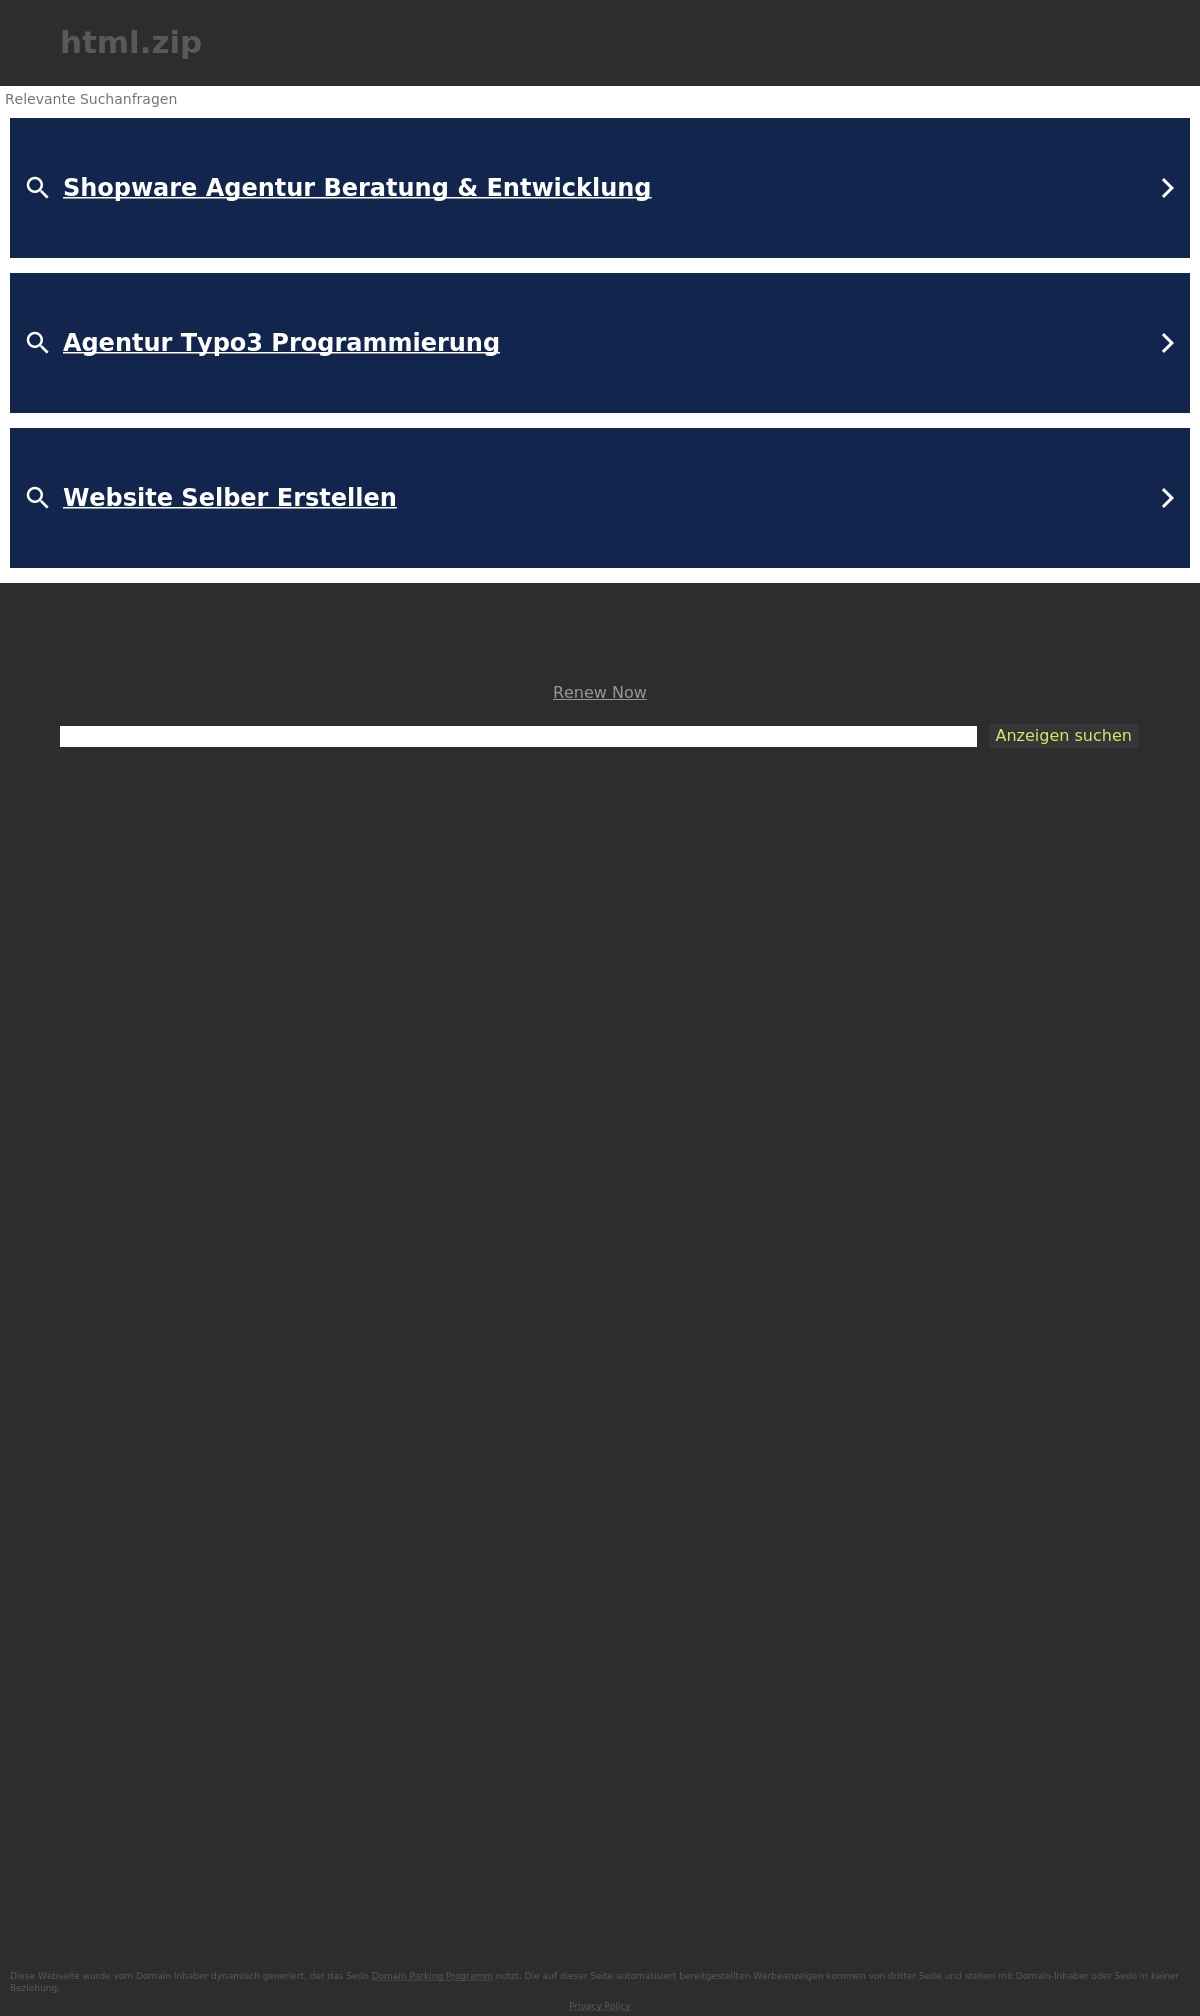 html.zip
Relevante Suchanfragen
Shopware Agentur Beratung & Entwicklung
Agentur Typo3 Programmierung
Website Selber Erstellen
Renew Now
Anzeigen suchen
Diese Webseite wurde vom Domain Inhaber dynamisch generiert, der das Sedo Domain Parking Programm nutzt. Die auf dieser Seite automatisiert bereitgestellten Werbeanzeigen kommen von dritter Seite und stehen mit Domain-Inhaber oder Sedo in keiner
Beziehung.
Privacy Policy